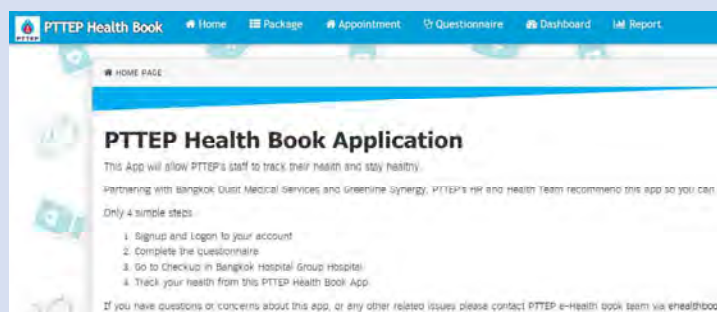 PTTEP
PTTEP Health Book Home Package Appointment Questionnaire Dashboard Report
HOME PAGE
PTTEP Health Book Application
This App will allow PTTEP's staff to track their health and stay healthy.
Partnering with Bangkok Dusit Medical Services and Greenline Synergy, PTTEP's HR and Health Team recommend this app so you can
Only 4 simple steps
1. Signup and Logon to your account
2. Complete the questionnaire
3. Go to Checkup in Bangkok Hospital Group Hospital
4. Track your health from this PTTEP Health Book App
If you have questions or concerns about this app, or any other related issues please contact PTTEP e-Health book team via ehealthboo